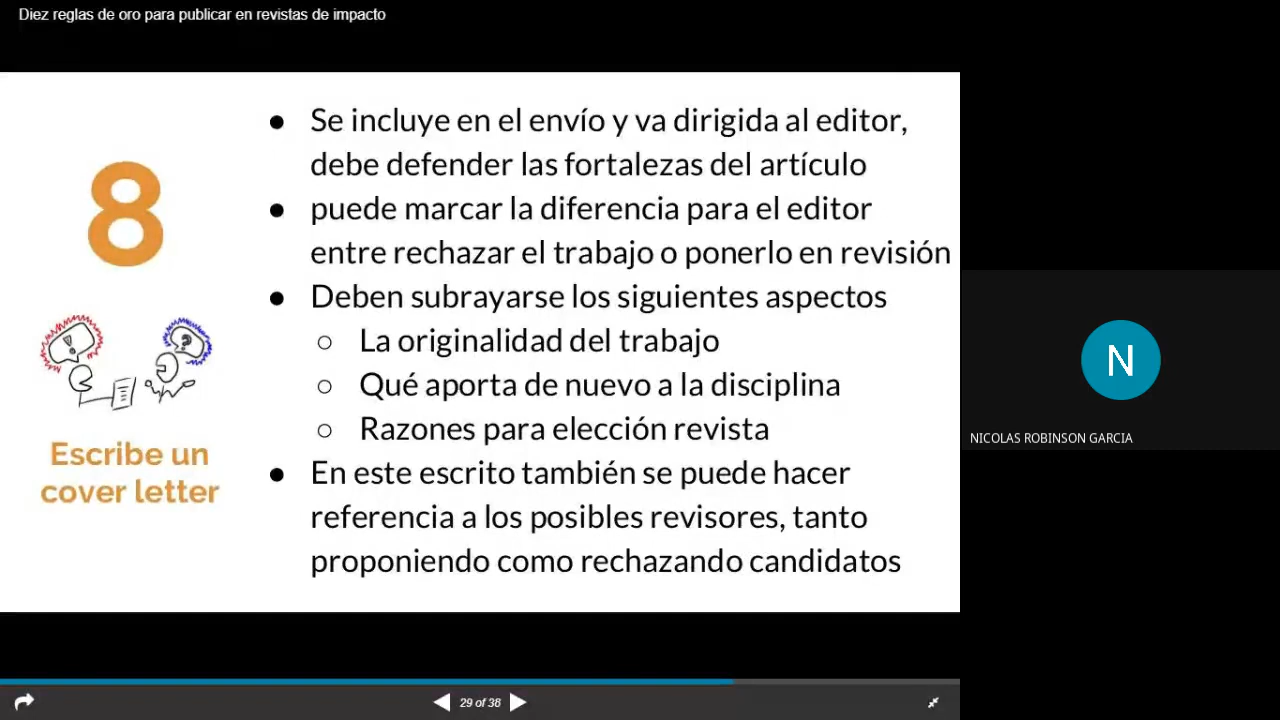 Diez reglas de oro para publicar en revistas de impacto
8
Escribe un
cover letter
● Se incluye en el envío y va dirigida al editor,
debe defender las fortalezas del artículo
● puede marcar la diferencia para el editor
entre rechazar el trabajo o ponerlo en revisión
● Deben subrayarse los siguientes aspectos
○ La originalidad del trabajo
○ Qué aporta de nuevo a la disciplina
○ Razones para elección revista
● En este escrito también se puede hacer
referencia a los posibles revisores, tanto
proponiendo como rechazando candidatos
N
NICOLAS ROBINSON GARCIA
29 of 38